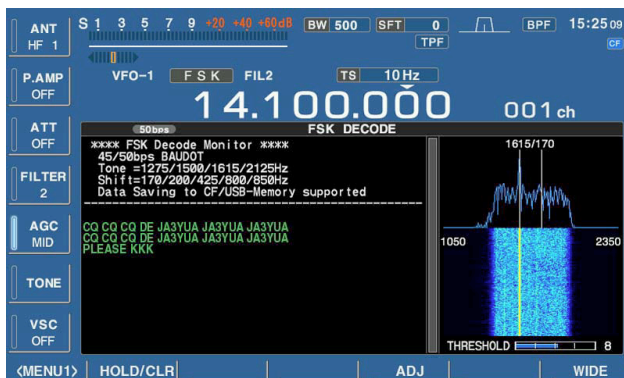 ANT
HF 1
S 1 3 5 7 9 +20 +40 +60dB
BW 500
SFT 0
TPF
BPF
15:25 09
CF
P.AMP
OFF
VFO-1
FSK
FIL2
TS 10Hz
14.100.000
001 ch
ATT
OFF
50bps
FSK DECODE
**** FSK Decode Monitor ****
45/50bps BAUDOT
Tone =1275/1500/1615/2125Hz
Shift=170/200/425/800/850Hz
Data Saving to CF/USB-Memory supported
------------------------------------------------
CQ CQ CQ DE JA3YUA JA3YUA JA3YUA
CQ CQ CQ DE JA3YUA JA3YUA JA3YUA
PLEASE KKK
1615/170
1050
2350
THRESHOLD
8
FILTER
2
AGC
MID
TONE
VSC
OFF
<MENU1>
HOLD/CLR
ADJ
WIDE